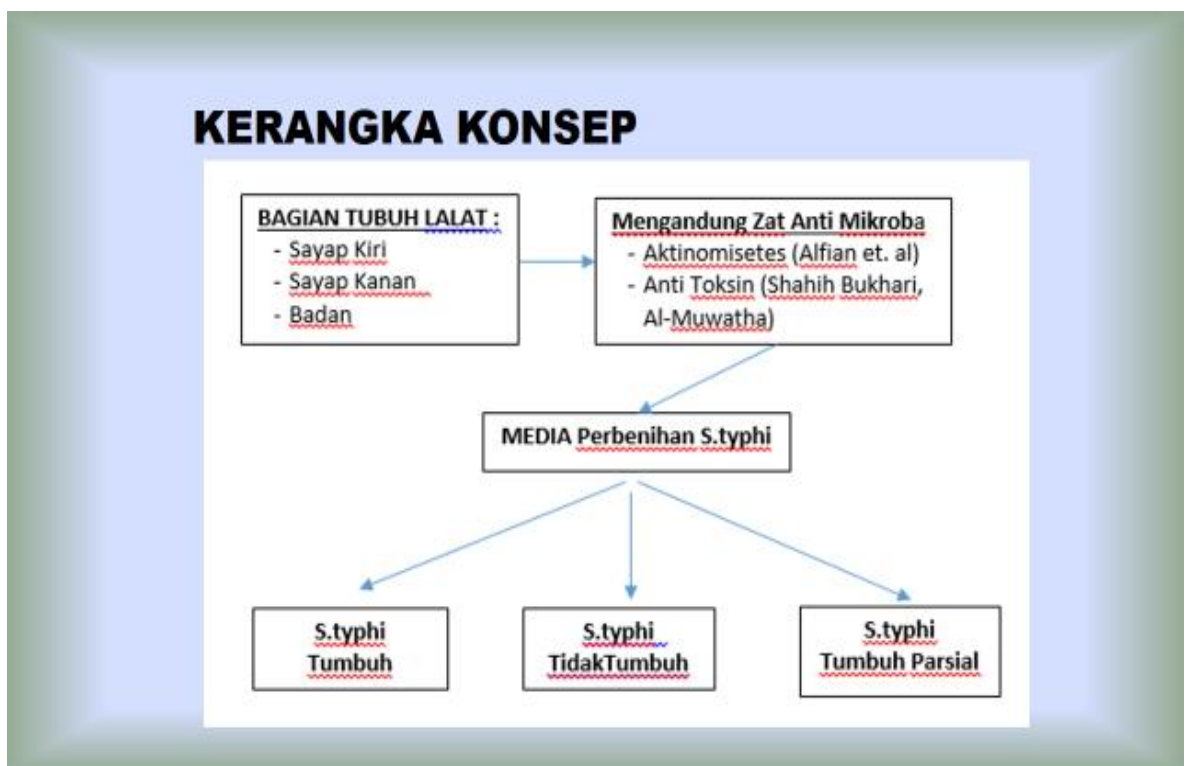 KERANGKA KONSEP
BAGIAN TUBUH LALAT :
- Sayap Kiri
- Sayap Kanan
- Badan
Mengandung Zat Anti Mikroba
- Aktinomisetes (Alfian et. al)
- Anti Toksin (Shahih Bukhari,
Al-Muwatha)
MEDIA Perbenihan S.typhi
S.typhi
Tumbuh
S.typhi
TidakTumbuh
S.typhi
Tumbuh Parsial